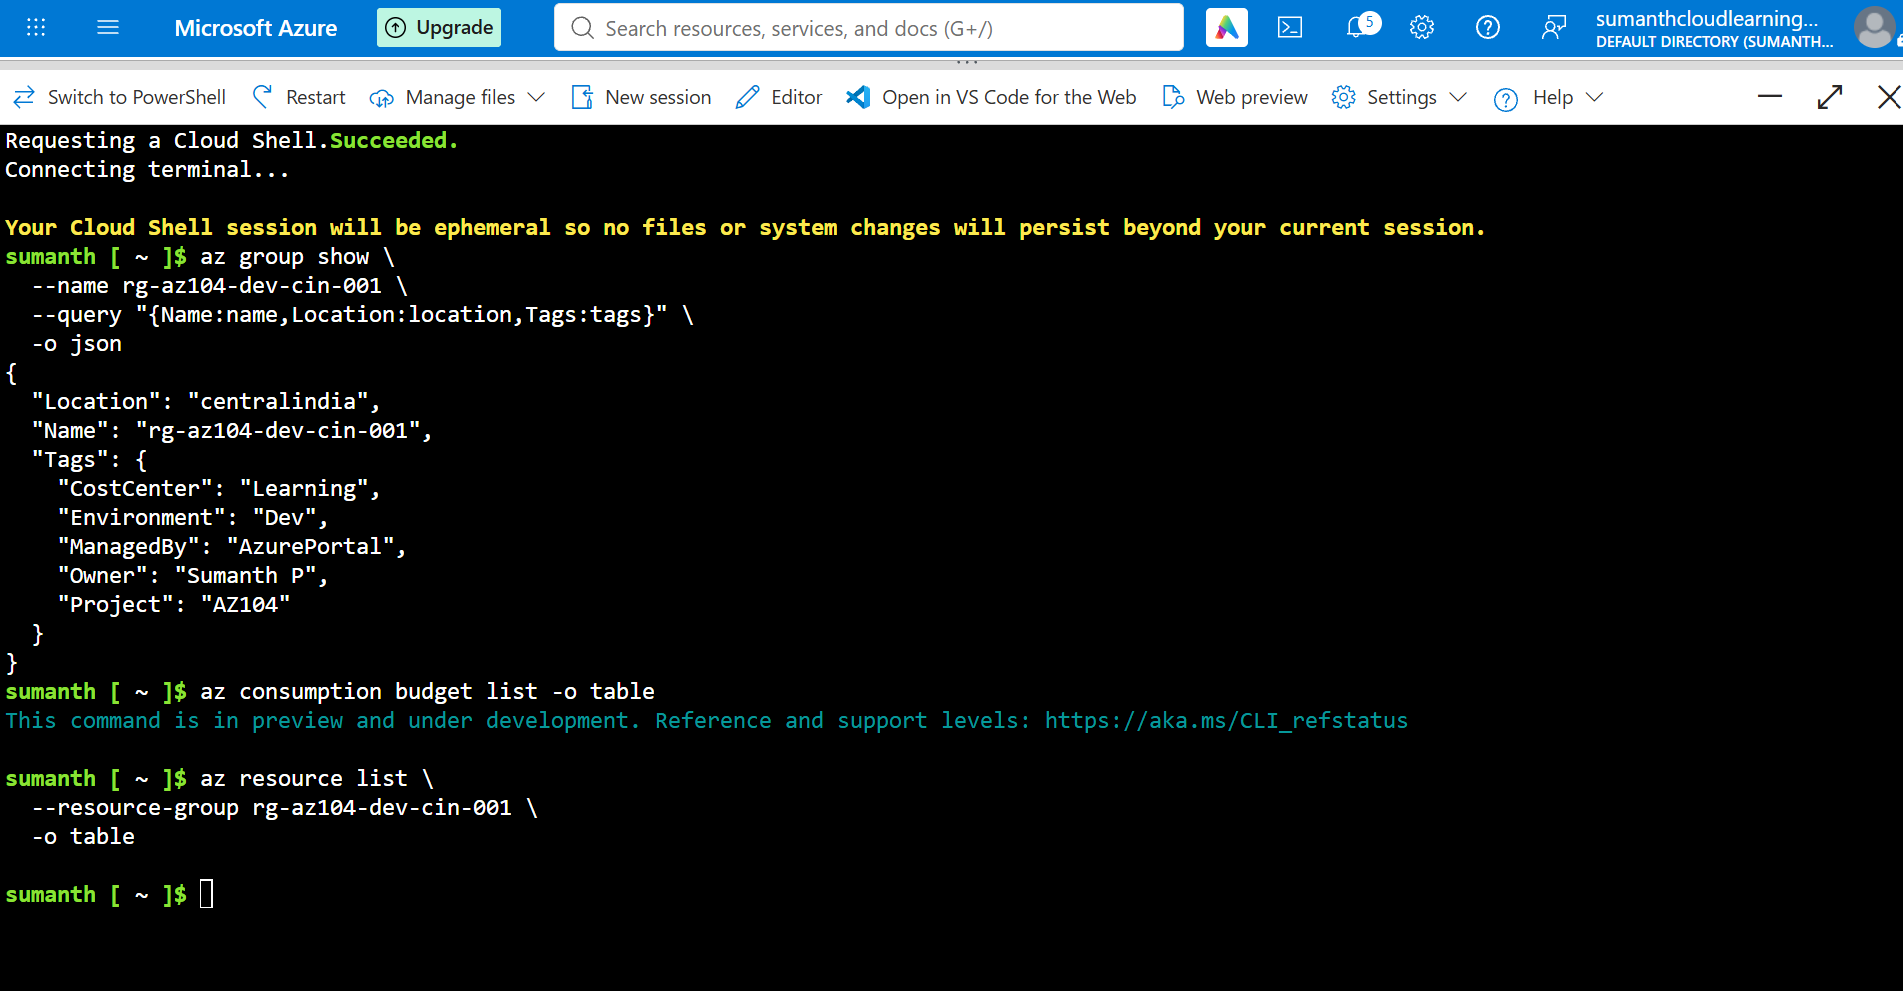 Microsoft Azure
Upgrade
Search resources, services, and docs (G+/)
5
sumanthcloudlearning...
DEFAULT DIRECTORY (SUMANTH...
Switch to PowerShell
Restart
Manage files
New session
Editor
Open in VS Code for the Web
Web preview
Settings
Help
Requesting a Cloud Shell.Succeeded.
Connecting terminal...
Your Cloud Shell session will be ephemeral so no files or system changes will persist beyond your current session.
sumanth [ ~ ]$ az group show \
  --name rg-az104-dev-cin-001 \
  --query "{Name:name,Location:location,Tags:tags}" \
  -o json
{
  "Location": "centralindia",
  "Name": "rg-az104-dev-cin-001",
  "Tags": {
    "CostCenter": "Learning",
    "Environment": "Dev",
    "ManagedBy": "AzurePortal",
    "Owner": "Sumanth P",
    "Project": "AZ104"
  }
}
sumanth [ ~ ]$ az consumption budget list -o table
This command is in preview and under development. Reference and support levels: https://aka.ms/CLI_refstatus
sumanth [ ~ ]$ az resource list \
  --resource-group rg-az104-dev-cin-001 \
  -o table
sumanth [ ~ ]$